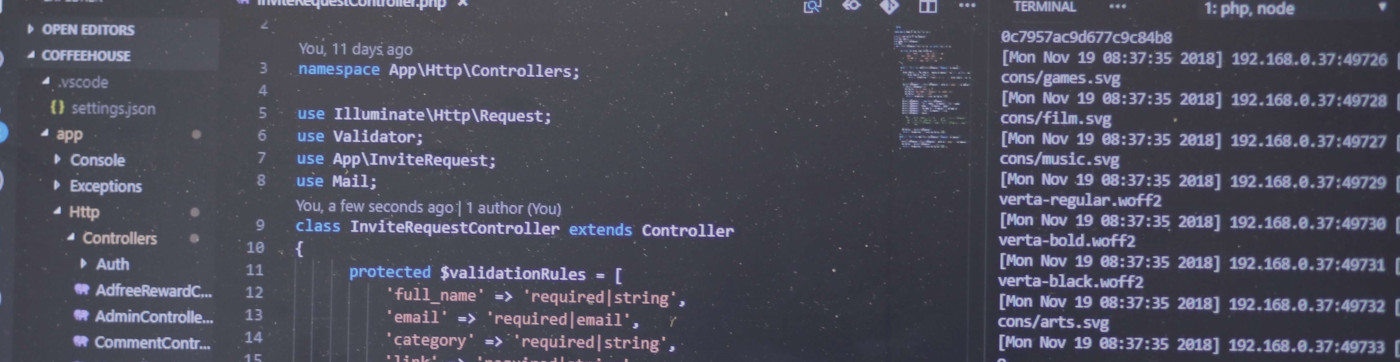 OPEN EDITORS
COFFEEHOUSE
.vscode
{} settings.json
app
Console
Exceptions
Http
Controllers
Auth
AdfreeRewardC...
AdminControlle...
CommentContr...
InviteRequestController.php ×
2
You, 11 days ago
3 namespace App\Http\Controllers;
4
5 use Illuminate\Http\Request;
6 use Validator;
7 use App\InviteRequest;
8 use Mail;
You, a few seconds ago | 1 author (You)
9 class InviteRequestController extends Controller
10 {
11 protected $validationRules = [
12 'full_name' => 'required|string',
13 'email' => 'required|email',
14 'category' => 'required|string',
15 'link' =>
TERMINAL ... 1: php, node
0c7957ac9d677c9c84b8
[Mon Nov 19 08:37:35 2018] 192.168.0.37:49726
cons/games.svg
[Mon Nov 19 08:37:35 2018] 192.168.0.37:49728
cons/film.svg
[Mon Nov 19 08:37:35 2018] 192.168.0.37:49727
cons/music.svg
[Mon Nov 19 08:37:35 2018] 192.168.0.37:49729
verta-regular.woff2
[Mon Nov 19 08:37:35 2018] 192.168.0.37:49730
verta-bold.woff2
[Mon Nov 19 08:37:35 2018] 192.168.0.37:49731
verta-black.woff2
[Mon Nov 19 08:37:35 2018] 192.168.0.37:49732
cons/arts.svg
[Mon Nov 19 08:37:35 2018] 192.168.0.37:49733